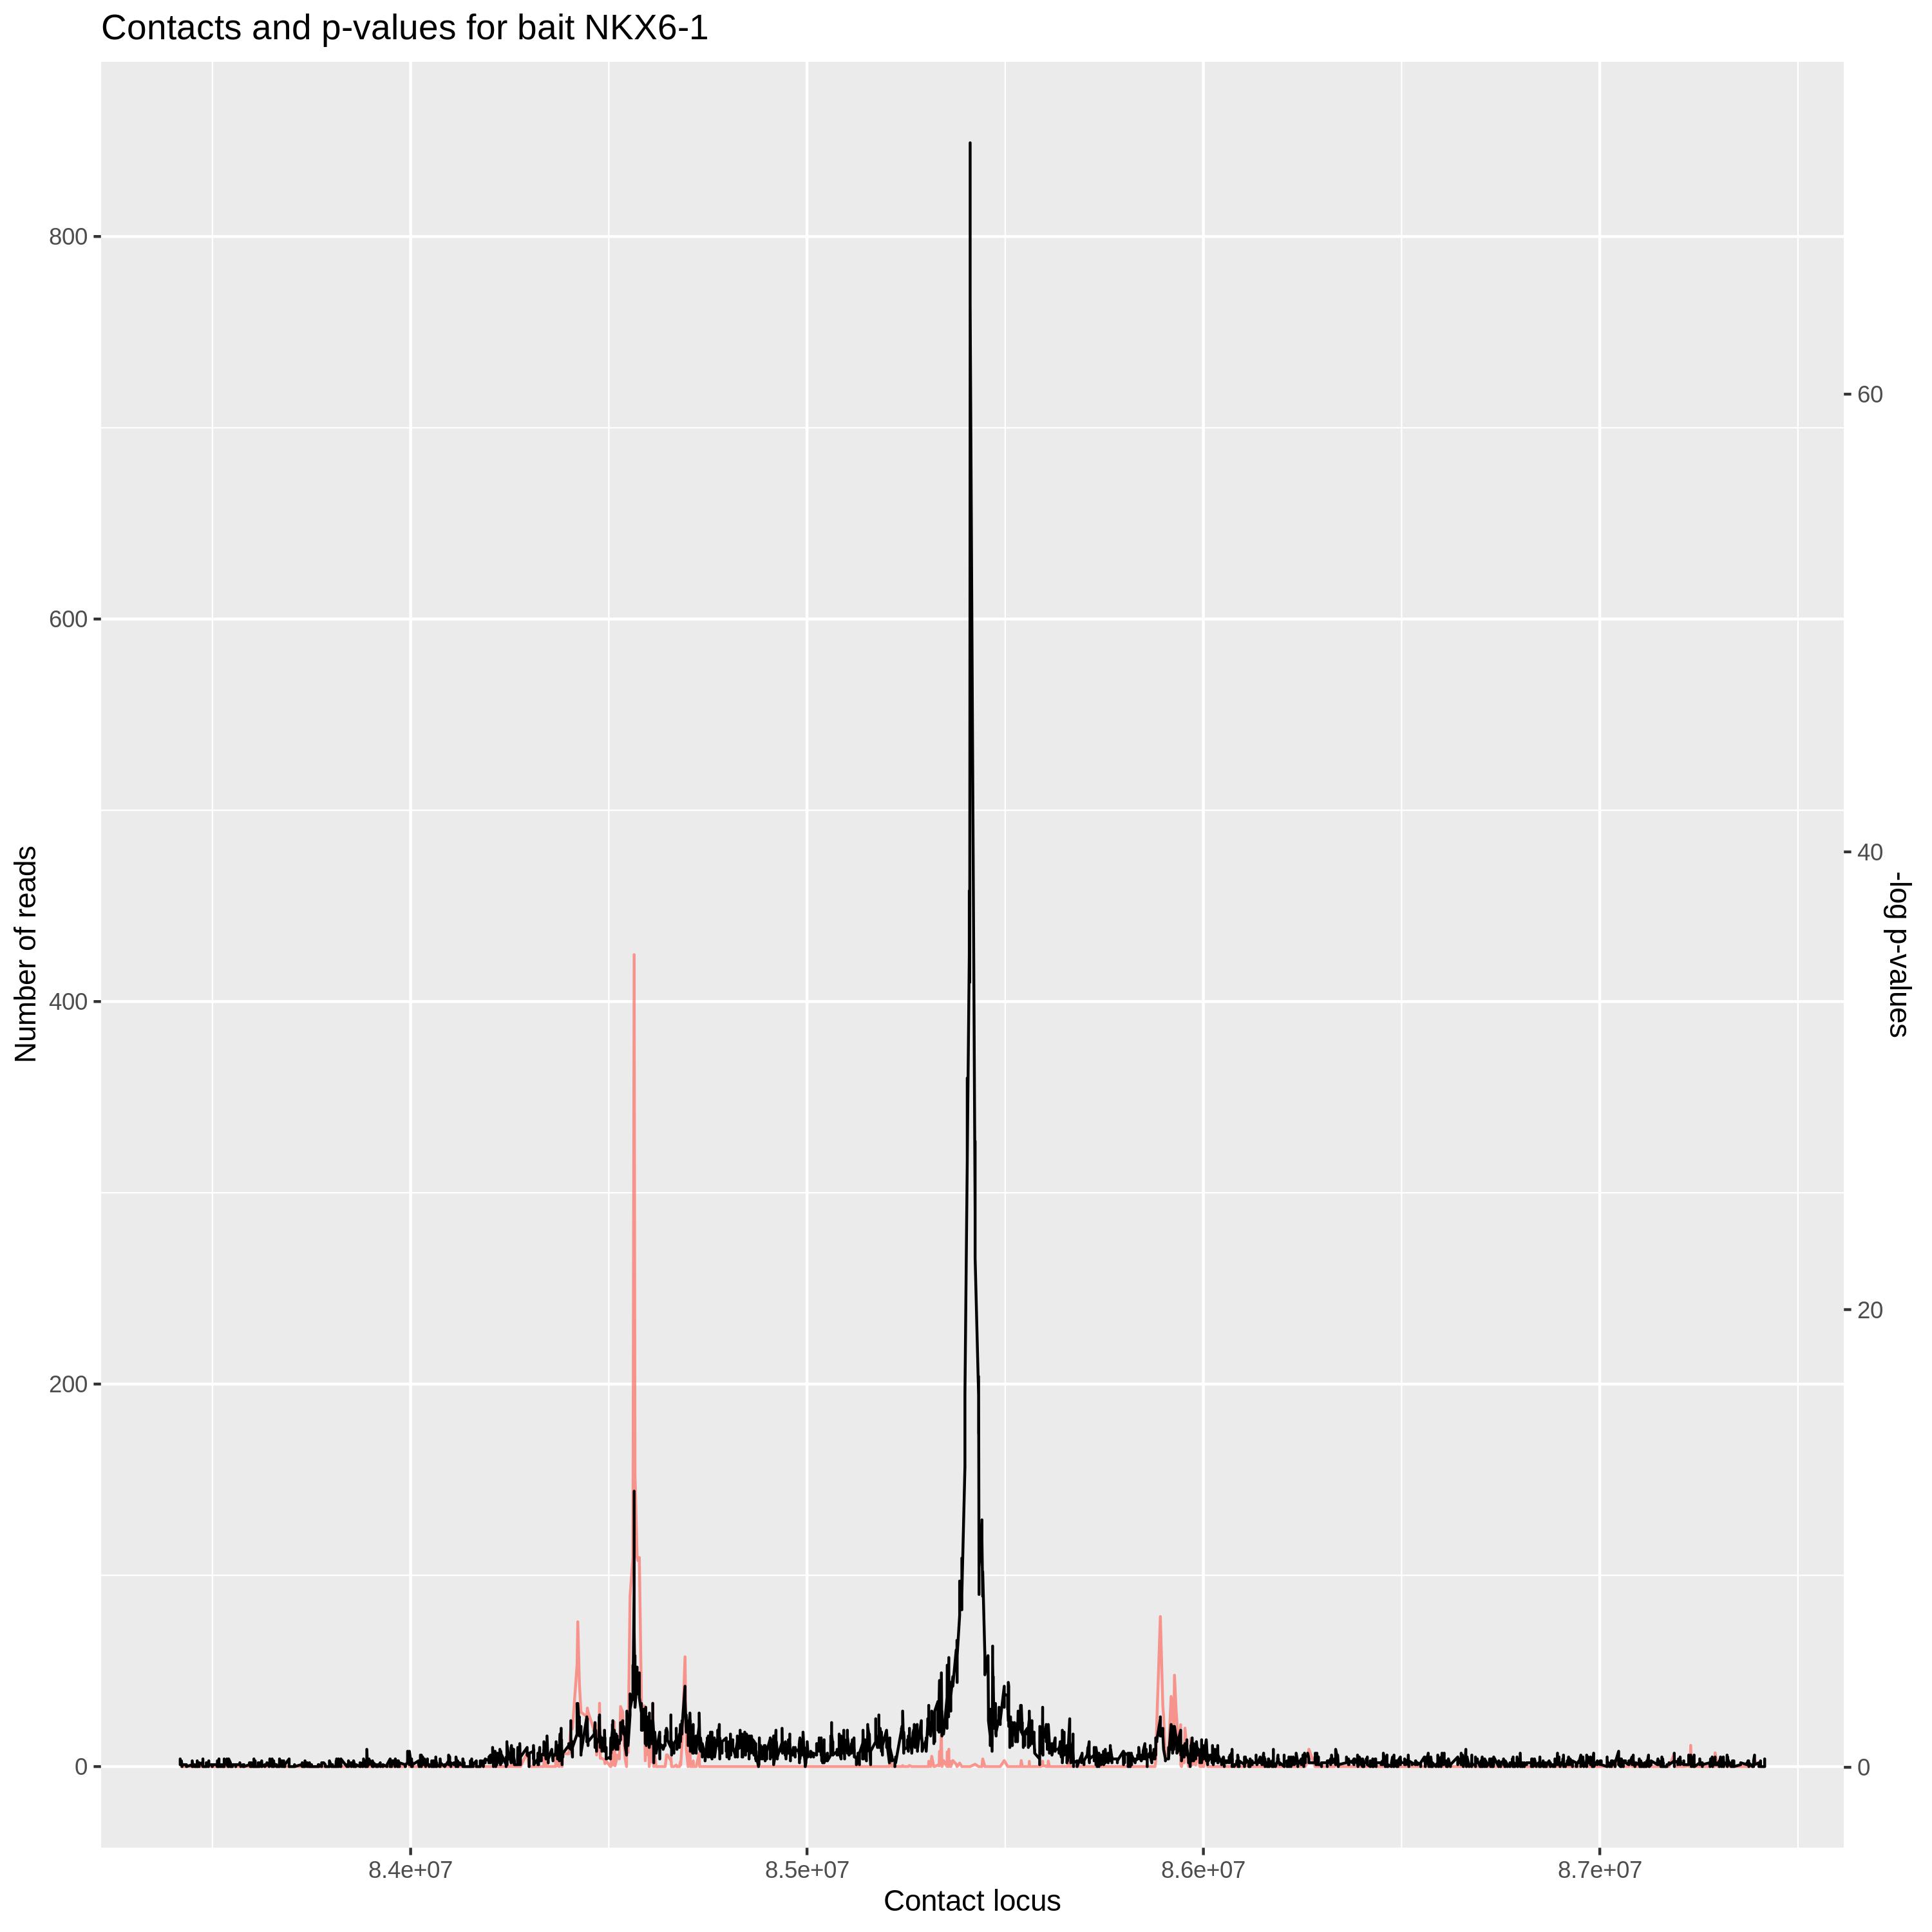 Contacts and p-values for bait NKX6-1
800
600
400
200
0
Number of reads
60
40
20
0
-log p-values
8.4e+07
8.5e+07
8.6e+07
8.7e+07
Contact locus